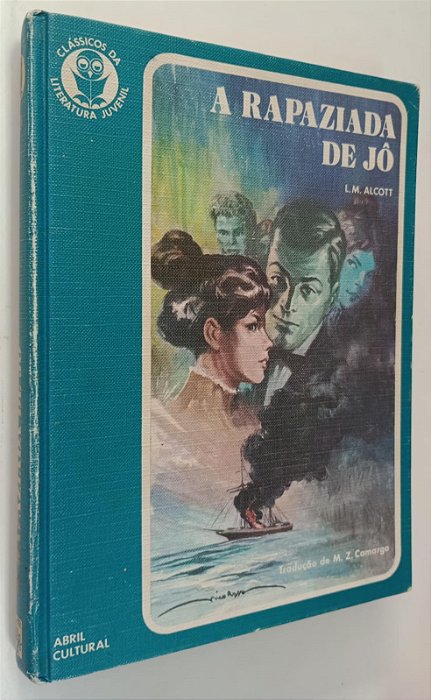 CLÁSSICOS DA
LITERATURA JUVENIL
A RAPAZIADA
DE JÔ
L. M. ALCOTT
Tradução de M. Z. Camargo
ABRIL
CULTURAL